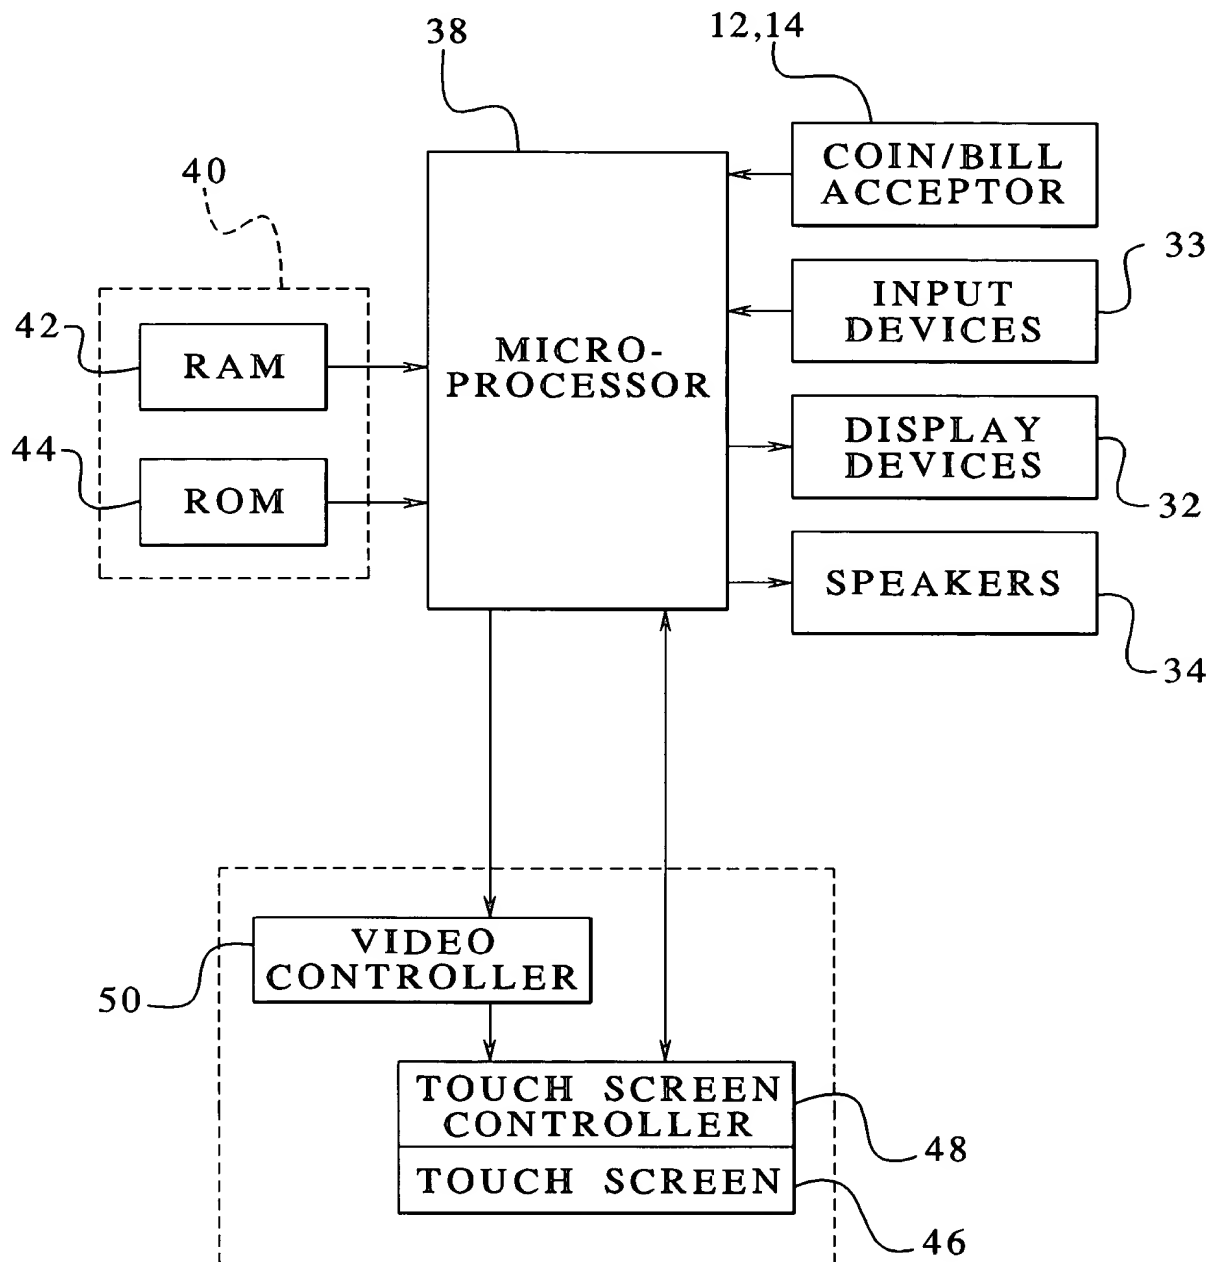 12,14
38
COIN/BILL
ACCEPTOR
40
33
INPUT
DEVICES
42
RAM
MICRO-
PROCESSOR
DISPLAY
DEVICES
44
ROM
32
SPEAKERS
34
VIDEO
CONTROLLER
50
TOUCH SCREEN
CONTROLLER
48
TOUCH SCREEN
46